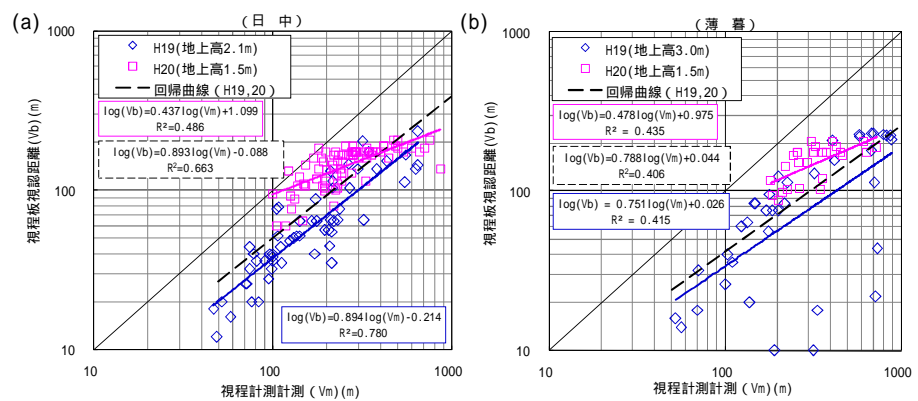 (a)
(日 中)
1000
100
10
視程板視認距離(Vb)(m)
H19(地上高2.1m)
H20(地上高1.5m)
回帰曲線(H19,20)
log(Vb)=0.437log(Vm)+1.099
R²=0.486
log(Vb)=0.893log(Vm)-0.088
R²=0.663
log(Vb)=0.894log(Vm)-0.214
R²=0.780
10
100
1000
視程計計測(Vm)(m)
(b)
(薄 暮)
1000
100
10
視程板視認距離(Vb)(m)
H19(地上高3.0m)
H20(地上高1.5m)
回帰曲線(H19,20)
log(Vb)=0.478log(Vm)+0.975
R² = 0.435
log(Vb)=0.788log(Vm)+0.044
R²=0.406
log(Vb) = 0.751log(Vm)+0.026
R² = 0.415
10
100
1000
視程計計測(Vm)(m)